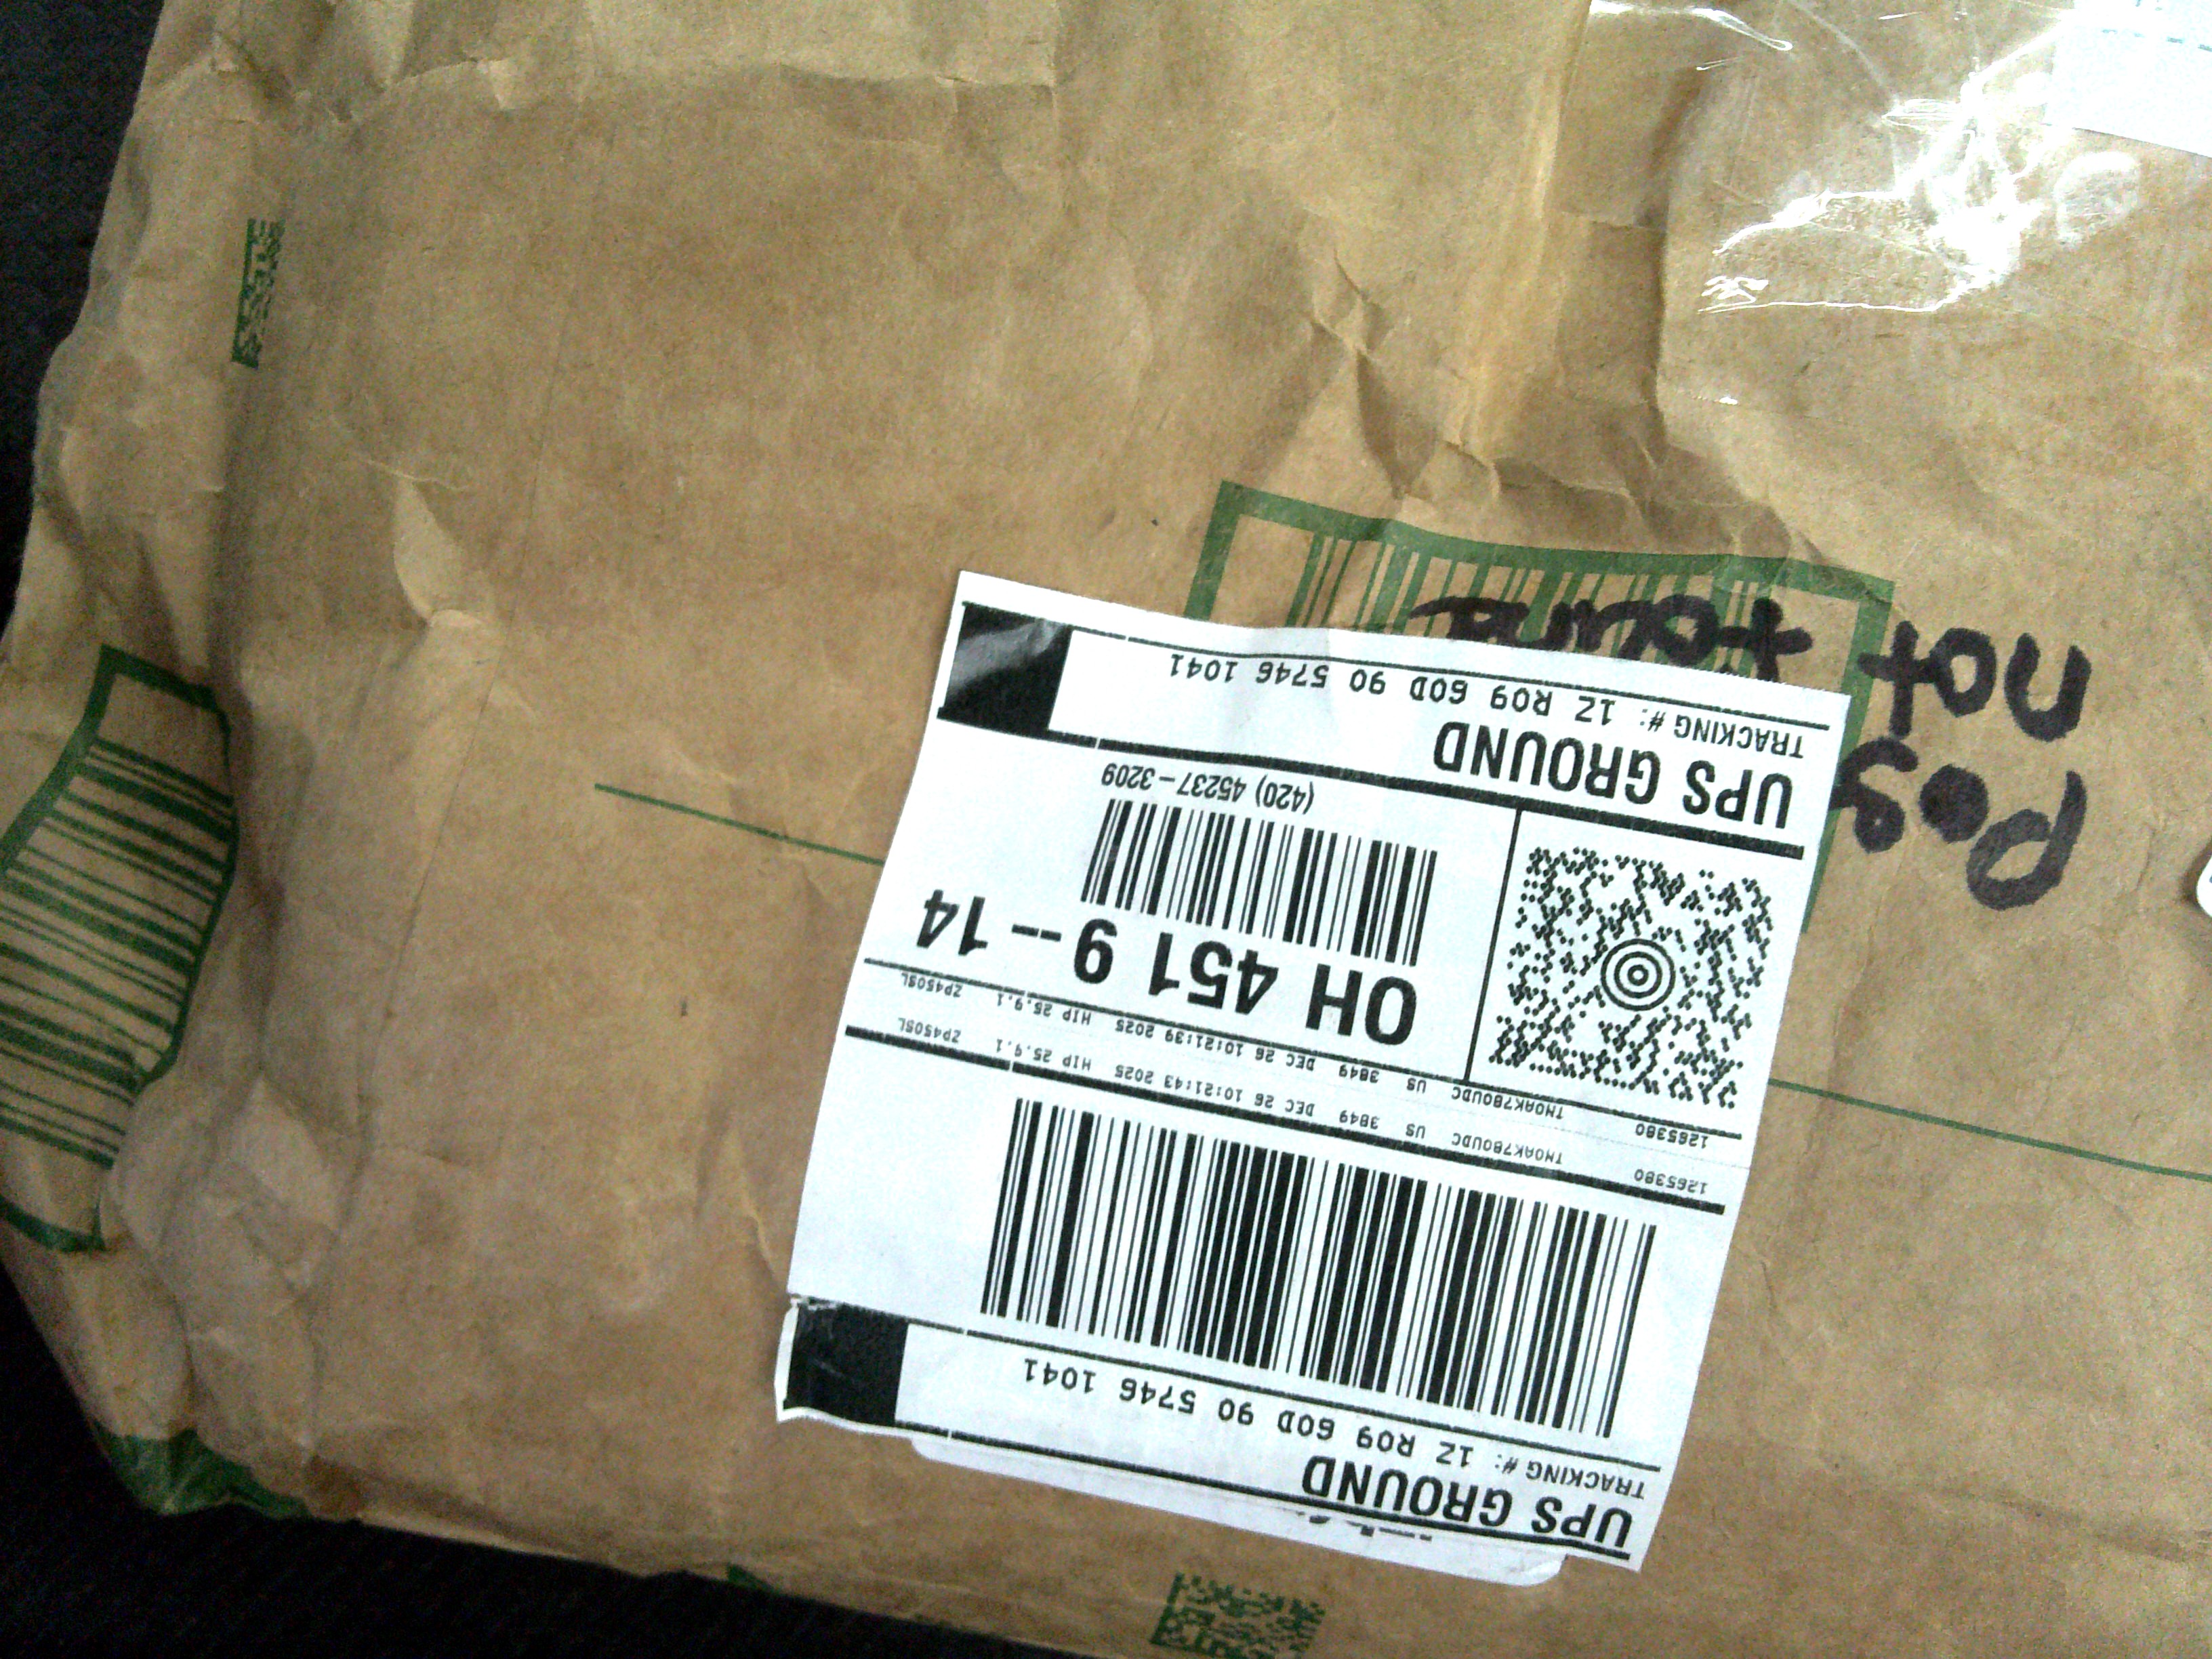 Pos
not found
UPS GROUND
TRACKING #: 1Z R09 60D 90 5746 1041
1265380 TMOAK7B0UDC US 3849 DEC 26 10:21:43 2025 HIP 25.9.1 ZP450SL
1265380 TMOAK7B0UDC US 3849 DEC 26 10:21:39 2025 HIP 25.9.1 ZP450SL
OH 451 9--14
(420) 45237-3209
UPS GROUND
TRACKING #: 1Z R09 60D 90 5746 1041